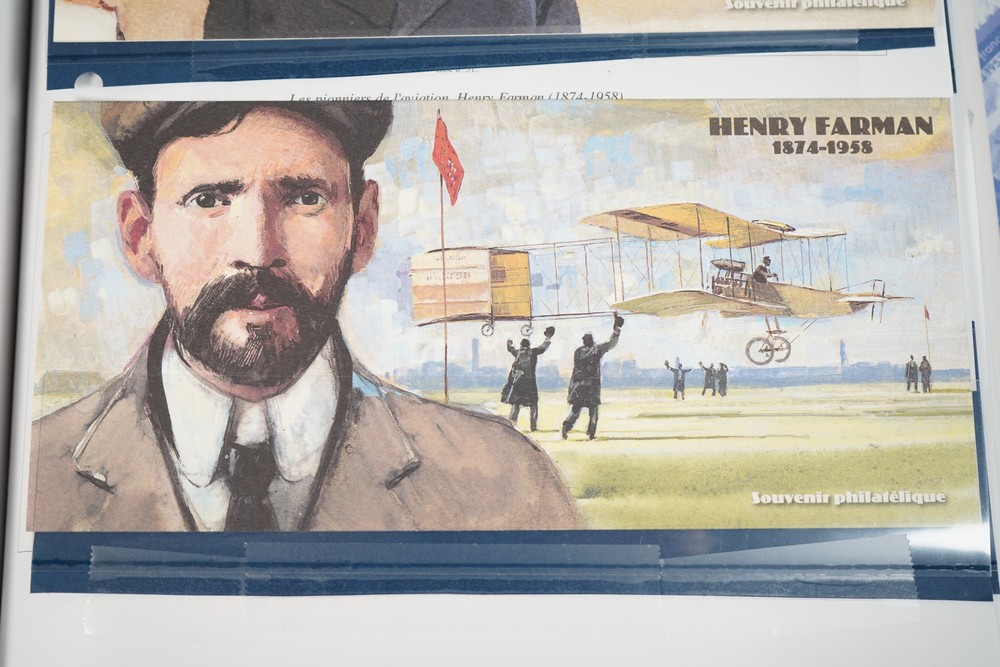 Souvenir philatélique
Les pionniers de l'aviation, Henry Farman (1874-1958)
HENRY FARMAN
1874-1958
Souvenir philatélique